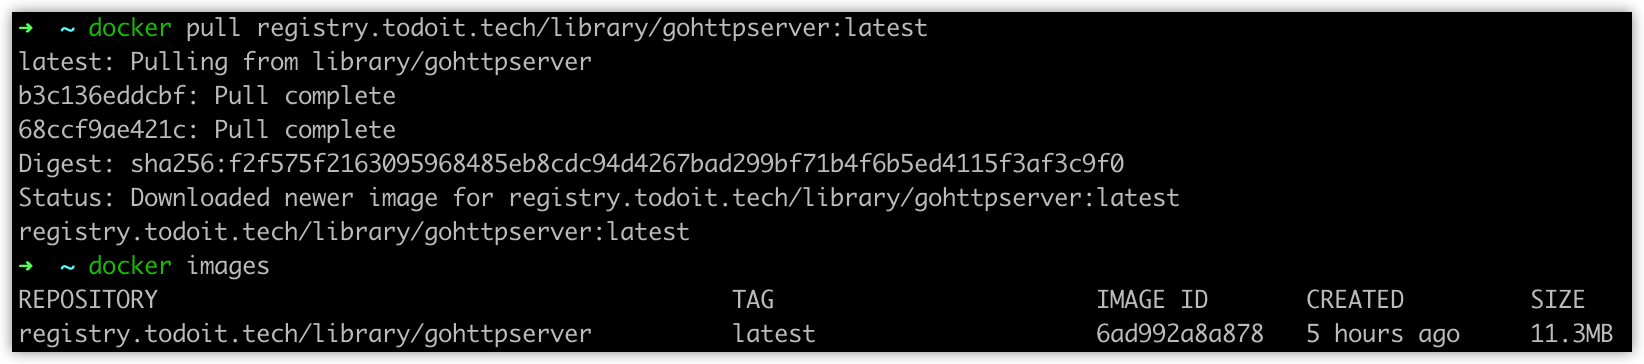 ➜  ~ docker pull registry.todoit.tech/library/gohttpserver:latest
latest: Pulling from library/gohttpserver
b3c136eddcbf: Pull complete
68ccf9ae421c: Pull complete
Digest: sha256:f2f575f2163095968485eb8cdc94d4267bad299bf71b4f6b5ed4115f3af3c9f0
Status: Downloaded newer image for registry.todoit.tech/library/gohttpserver:latest
registry.todoit.tech/library/gohttpserver:latest
➜  ~ docker images
REPOSITORY TAG IMAGE ID CREATED SIZE
registry.todoit.tech/library/gohttpserver latest 6ad992a8a878 5 hours ago 11.3MB